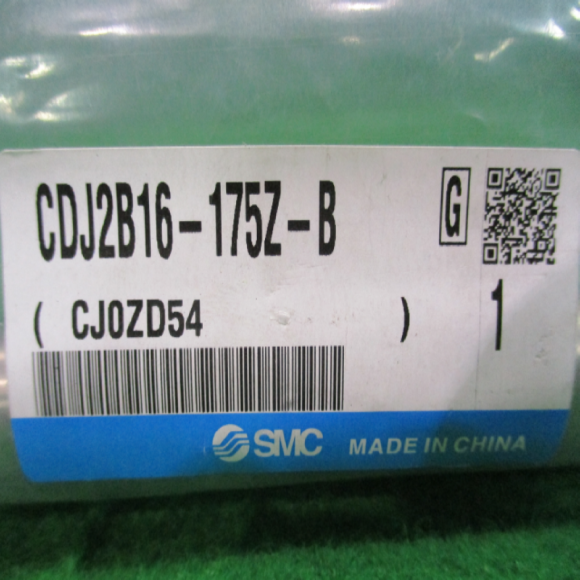 CDJ2B16-175Z-B
G
( CJ0ZD54 )
1
SMC MADE IN CHINA